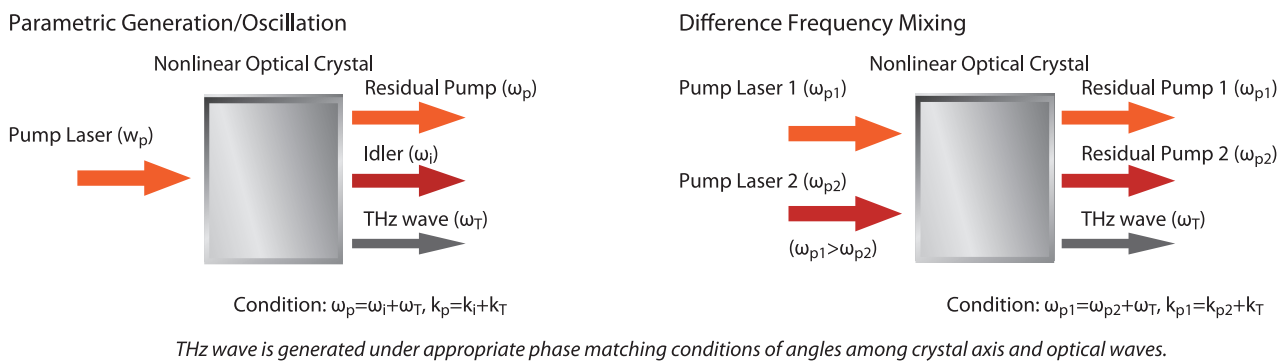 Parametric Generation/Oscillation
Nonlinear Optical Crystal
Residual Pump (ωp)
Pump Laser (wp)
Idler (ωi)
THz wave (ωT)
Condition: ωp=ωi+ωT, kp=ki+kT
Difference Frequency Mixing
Nonlinear Optical Crystal
Pump Laser 1 (ωp1)
Residual Pump 1 (ωp1)
Residual Pump 2 (ωp2)
Pump Laser 2 (ωp2)
THz wave (ωT)
(ωp1>ωp2)
Condition: ωp1=ωp2+ωT, kp1=kp2+kT
THz wave is generated under appropriate phase matching conditions of angles among crystal axis and optical waves.